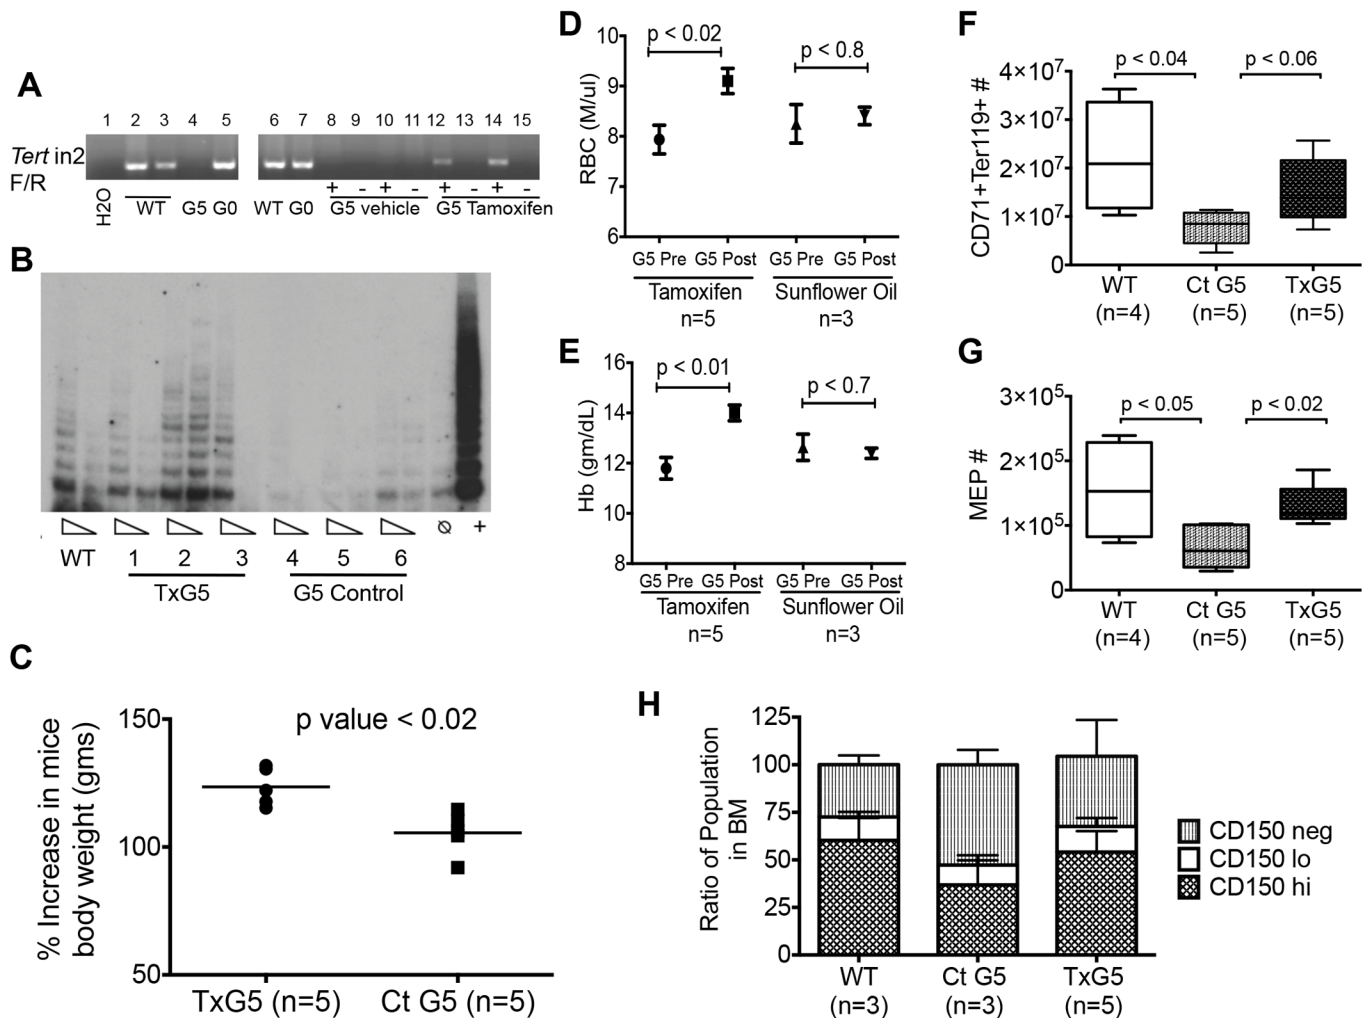 A
1 2 3 4 5 6 7 8 9 10 11 12 13 14 15
Tert in2
F/R
+ - + - + - + -
H2O WT G5 G0 WT G0 G5 vehicle G5 Tamoxifen
B
WT 1 2 3 4 5 6 ø +
TxG5 G5 Control
C
% Increase in mice
body weight (gms)
150
100
50
p value < 0.02
TxG5 (n=5) Ct G5 (n=5)
D
RBC (M/ul)
10
9
8
7
6
p < 0.02 p < 0.8
G5 Pre G5 Post G5 Pre G5 Post
Tamoxifen Sunflower Oil
n=5 n=3
E
Hb (gm/dL)
16
14
12
10
8
p < 0.01 p < 0.7
G5 Pre G5 Post G5 Pre G5 Post
Tamoxifen Sunflower Oil
n=5 n=3
F
CD71+Ter119+ #
4×10⁷
3×10⁷
2×10⁷
1×10⁷
0
p < 0.04 p < 0.06
WT Ct G5 TxG5
(n=4) (n=5) (n=5)
G
MEP #
3×10⁵
2×10⁵
1×10⁵
0
p < 0.05 p < 0.02
WT Ct G5 TxG5
(n=4) (n=5) (n=5)
H
Ratio of Population
in BM
125
100
75
50
25
0
WT Ct G5 TxG5
(n=3) (n=3) (n=5)
CD150 neg
CD150 lo
CD150 hi